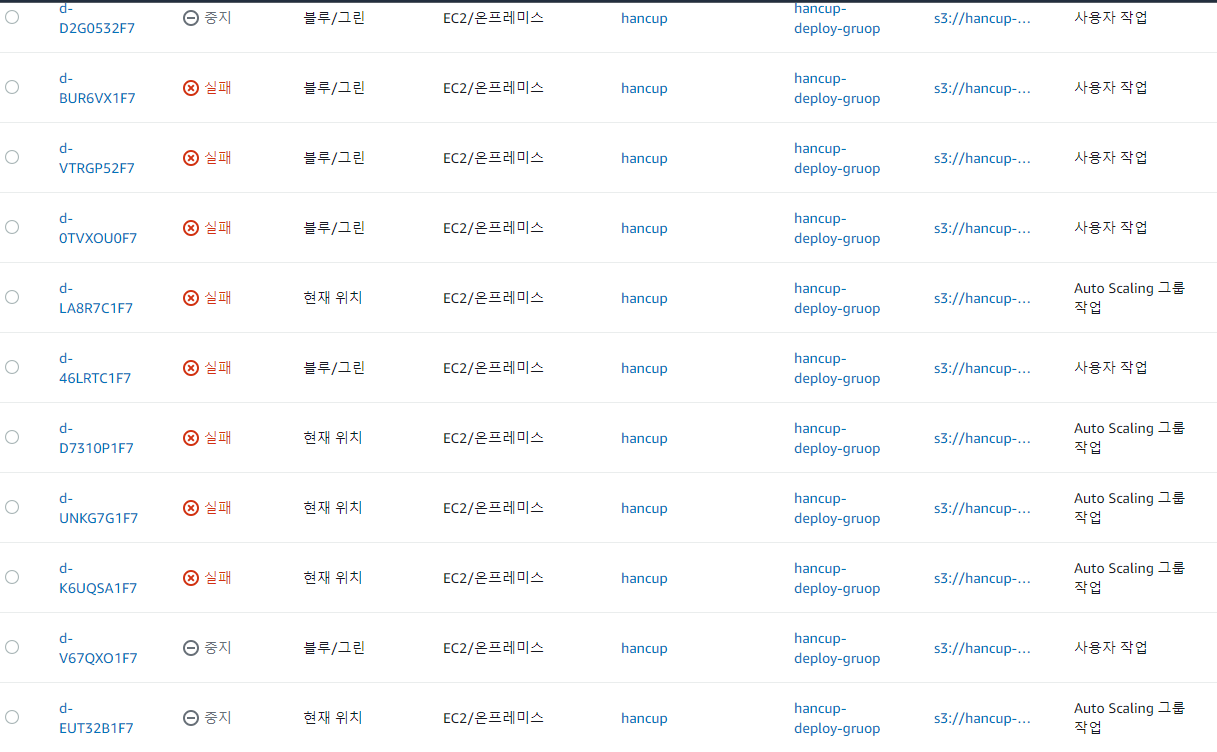 d-
D2G0532F7
중지
블루/그린
EC2/온프레미스
hancup
hancup-
deploy-gruop
s3://hancup-...
사용자 작업
d-
BUR6VX1F7
실패
블루/그린
EC2/온프레미스
hancup
hancup-
deploy-gruop
s3://hancup-...
사용자 작업
d-
VTRGP52F7
실패
블루/그린
EC2/온프레미스
hancup
hancup-
deploy-gruop
s3://hancup-...
사용자 작업
d-
0TVXOU0F7
실패
블루/그린
EC2/온프레미스
hancup
hancup-
deploy-gruop
s3://hancup-...
사용자 작업
d-
LA8R7C1F7
실패
현재 위치
EC2/온프레미스
hancup
hancup-
deploy-gruop
s3://hancup-...
Auto Scaling 그룹
작업
d-
46LRTC1F7
실패
블루/그린
EC2/온프레미스
hancup
hancup-
deploy-gruop
s3://hancup-...
사용자 작업
d-
D7310P1F7
실패
현재 위치
EC2/온프레미스
hancup
hancup-
deploy-gruop
s3://hancup-...
Auto Scaling 그룹
작업
d-
UNKG7G1F7
실패
현재 위치
EC2/온프레미스
hancup
hancup-
deploy-gruop
s3://hancup-...
Auto Scaling 그룹
작업
d-
K6UQSA1F7
실패
현재 위치
EC2/온프레미스
hancup
hancup-
deploy-gruop
s3://hancup-...
Auto Scaling 그룹
작업
d-
V67QXO1F7
중지
블루/그린
EC2/온프레미스
hancup
hancup-
deploy-gruop
s3://hancup-...
사용자 작업
d-
EUT32B1F7
중지
현재 위치
EC2/온프레미스
hancup
hancup-
deploy-gruop
s3://hancup-...
Auto Scaling 그룹
작업